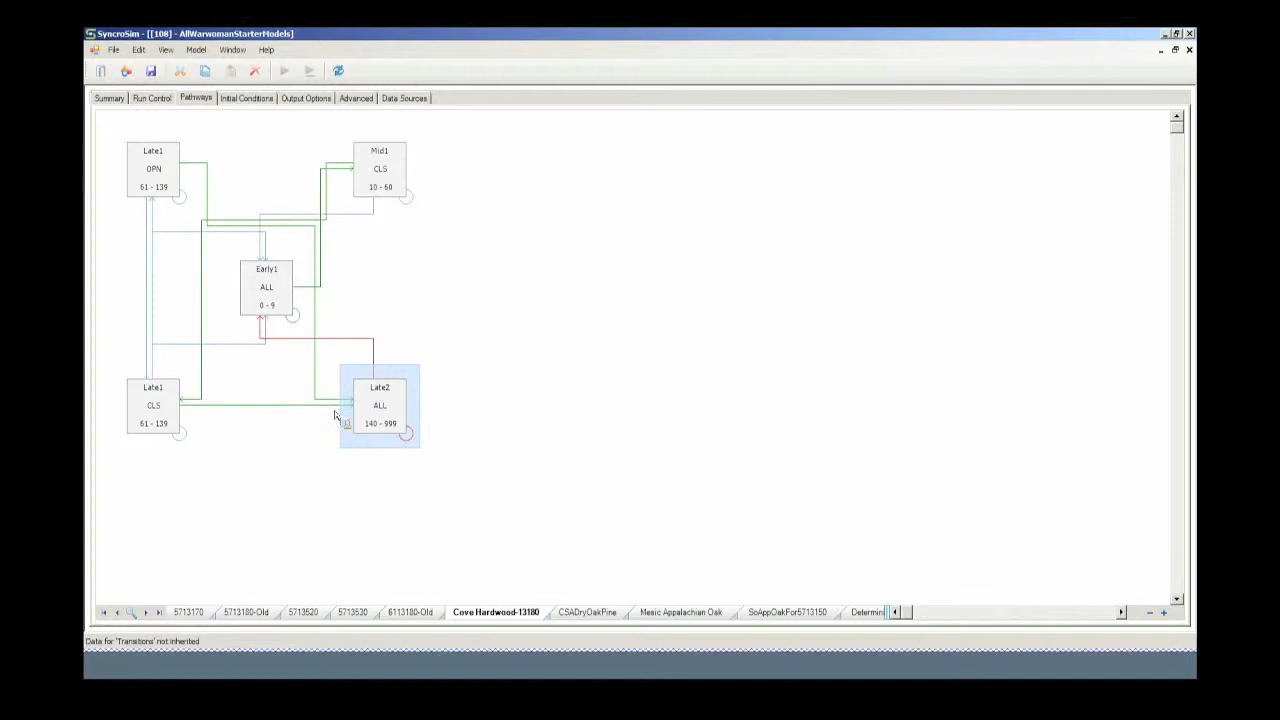 SyncroSim - [[108] - AllWarwomanStarterModels]
File Edit View Model Window Help
Summary Run Control Pathways Initial Conditions Output Options Advanced Data Sources
Late1
OPN
61 - 139
Mid1
CLS
10 - 60
Early1
ALL
0 - 9
Late1
CLS
61 - 139
Late2
ALL
140 - 999
5713170 5713180-Old 5713520 5713530 6113180-Old Cove Hardwood-13180 CSADryOakPine Mesic Appalachian Oak SoAppOakFor5713150 Determini
Data for 'Transitions' not inherited